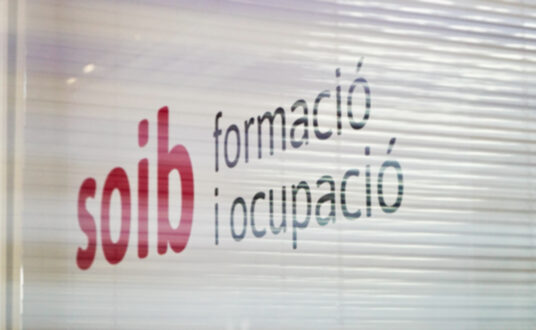 soib
formació
i ocupació